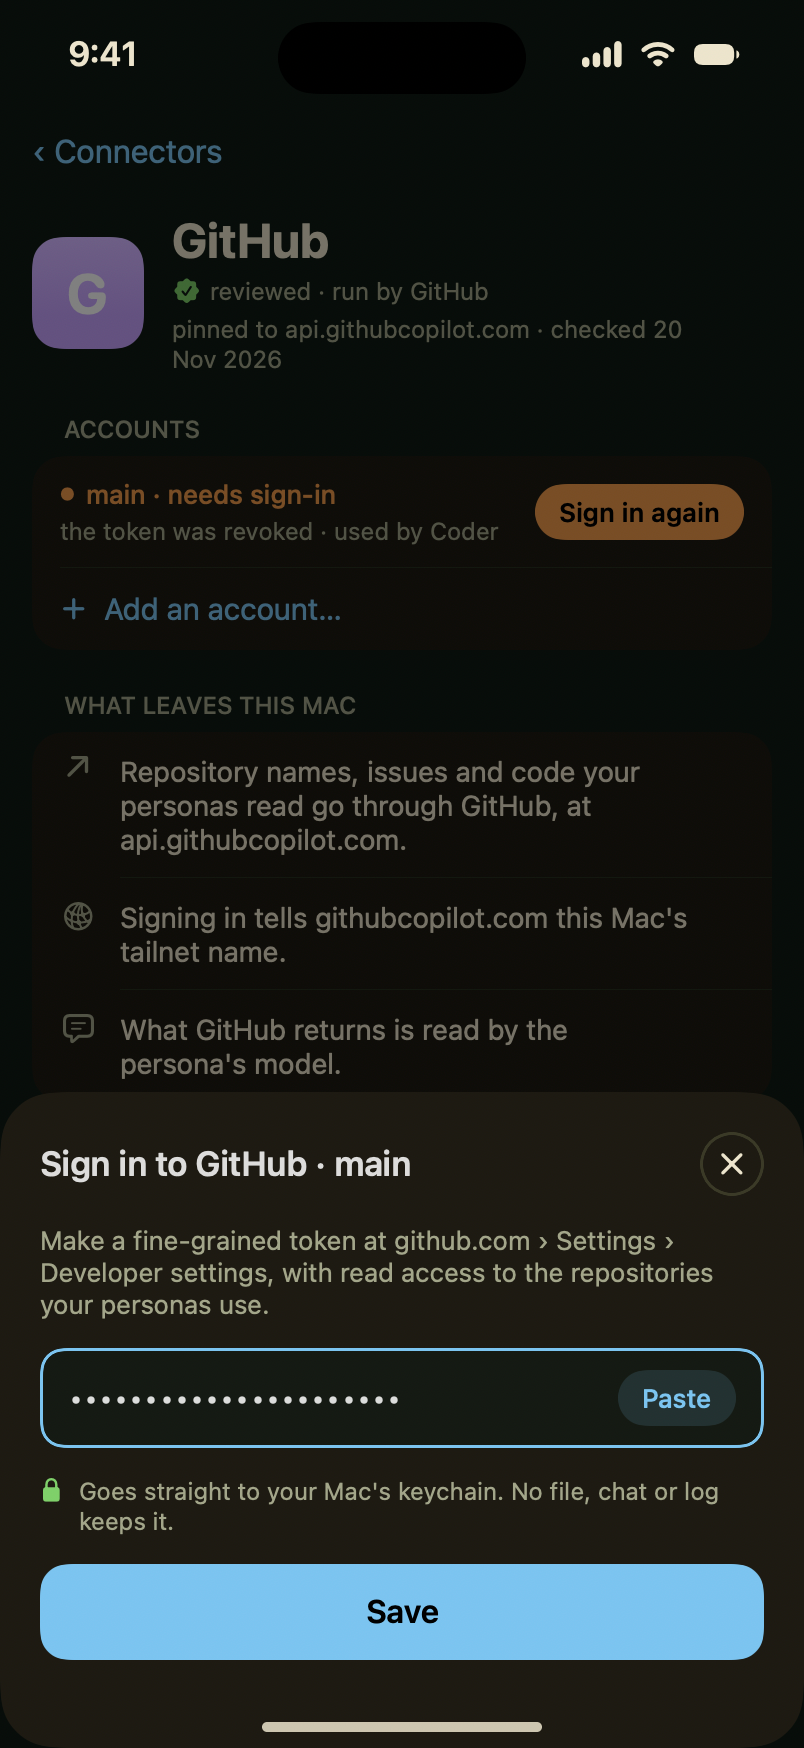 9:41
‹ Connectors
G
GitHub
reviewed · run by GitHub
pinned to api.githubcopilot.com · checked 20
Nov 2026
ACCOUNTS
main · needs sign-in
the token was revoked · used by Coder
Sign in again
+ Add an account...
WHAT LEAVES THIS MAC
Repository names, issues and code your
personas read go through GitHub, at
api.githubcopilot.com.
Signing in tells githubcopilot.com this Mac's
tailnet name.
What GitHub returns is read by the
persona's model.
Sign in to GitHub · main
Make a fine-grained token at github.com › Settings ›
Developer settings, with read access to the repositories
your personas use.
••••••••••••••••••••••
Paste
Goes straight to your Mac's keychain. No file, chat or log
keeps it.
Save